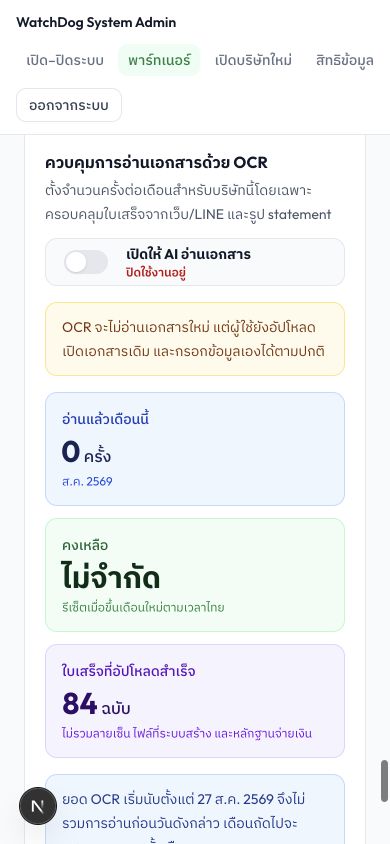 WatchDog System Admin
เปิด-ปิดระบบ พาร์ทเนอร์ เปิดบริษัทใหม่ สิทธิข้อมูล
ออกจากระบบ
ควบคุมการอ่านเอกสารด้วย OCR
ตั้งจำนวนครั้งต่อเดือนสำหรับบริษัทนี้โดยเฉพาะ
ครอบคลุมใบเสร็จจากเว็บ/LINE และรูป statement
เปิดให้ AI อ่านเอกสาร
ปิดใช้งานอยู่
OCR จะไม่อ่านเอกสารใหม่ แต่ผู้ใช้ยังอัปโหลด
เปิดเอกสารเดิม และกรอกข้อมูลเองได้ตามปกติ
อ่านแล้วเดือนนี้
0 ครั้ง
ส.ค. 2569
คงเหลือ
ไม่จำกัด
รีเซ็ตเมื่อขึ้นเดือนใหม่ตามเวลาไทย
ใบเสร็จที่อัปโหลดสำเร็จ
84 ฉบับ
ไม่รวมลายเซ็น ไฟล์ที่ระบบสร้าง และหลักฐานจ่ายเงิน
ยอด OCR เริ่มนับตั้งแต่ 27 ส.ค. 2569 จึงไม่
รวมการอ่านก่อนวันดังกล่าว เดือนถัดไปจะ
N